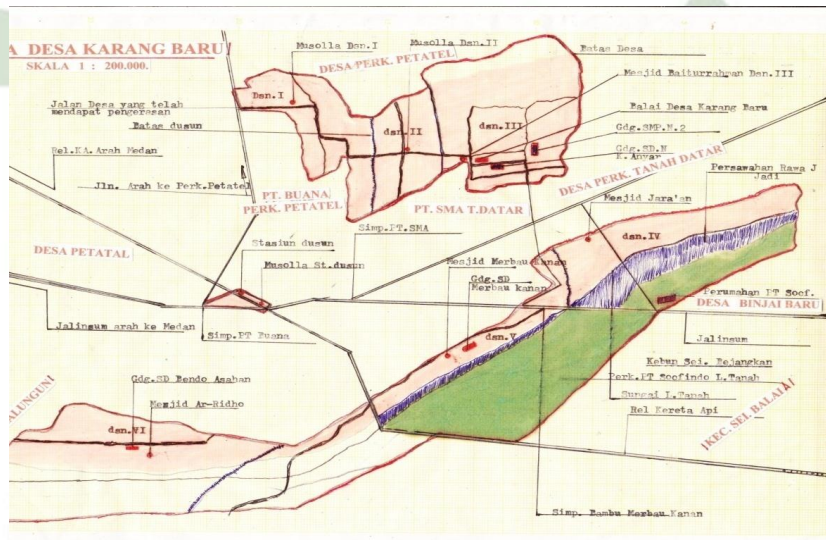 A DESA KARANG BARU
SKALA 1 : 200.000.
Musolla Dsn.I
Musolla Dsn.II
Batas Desa
DESA PERK. PETATEL
Mesjid Baiturrahman Dsn.III
Dsn.I
Jalan Desa yang telah
mendapat pengerasan
Balai Desa Karang Baru
Batas dusun
dsn.II
dsn.III
Gdg.SMP.N.2
Rel.KA.Arah Medan
Gdg.SD.N
K. Anyar
Persawahan Rawa J
Jadi
Jln. Arah ke Perk.Petatel
DESA PERK. TANAH DATAR
PT. BUANA
PERK. PETATEL
PT. SMA T.DATAR
Mesjid Jara'an
Simp.PT.SMA
DESA PETATAL
Stasiun dusun
dsn.IV
Musolla St.dusun
Mesjid Merbau Kanan
Gdg.SD
Merbau kanan
Perumahan PT Socf.
DESA BINJAI BARU
Jalinsum arah ke Medan
Simp.PT Buana
dsn.V
Jalinsum
Kebun Sei. Bejangkan
Gdg.SD Bendo Asahan
Perk.PT Socfindo L.Tanah
Sungai L.Tanah
Mesjid Ar-Ridho
Rel Kereta Api
ALUNGUNI
dsn.VI
KEC. SEI. BALAI
Simp. Bambu Merbau Kanan